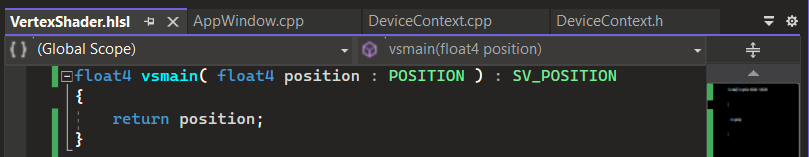 VertexShader.hlsl AppWindow.cpp DeviceContext.cpp DeviceContext.h
(Global Scope) vsmain(float4 position)
float4 vsmain( float4 position : POSITION ) : SV_POSITION
{
return position;
}